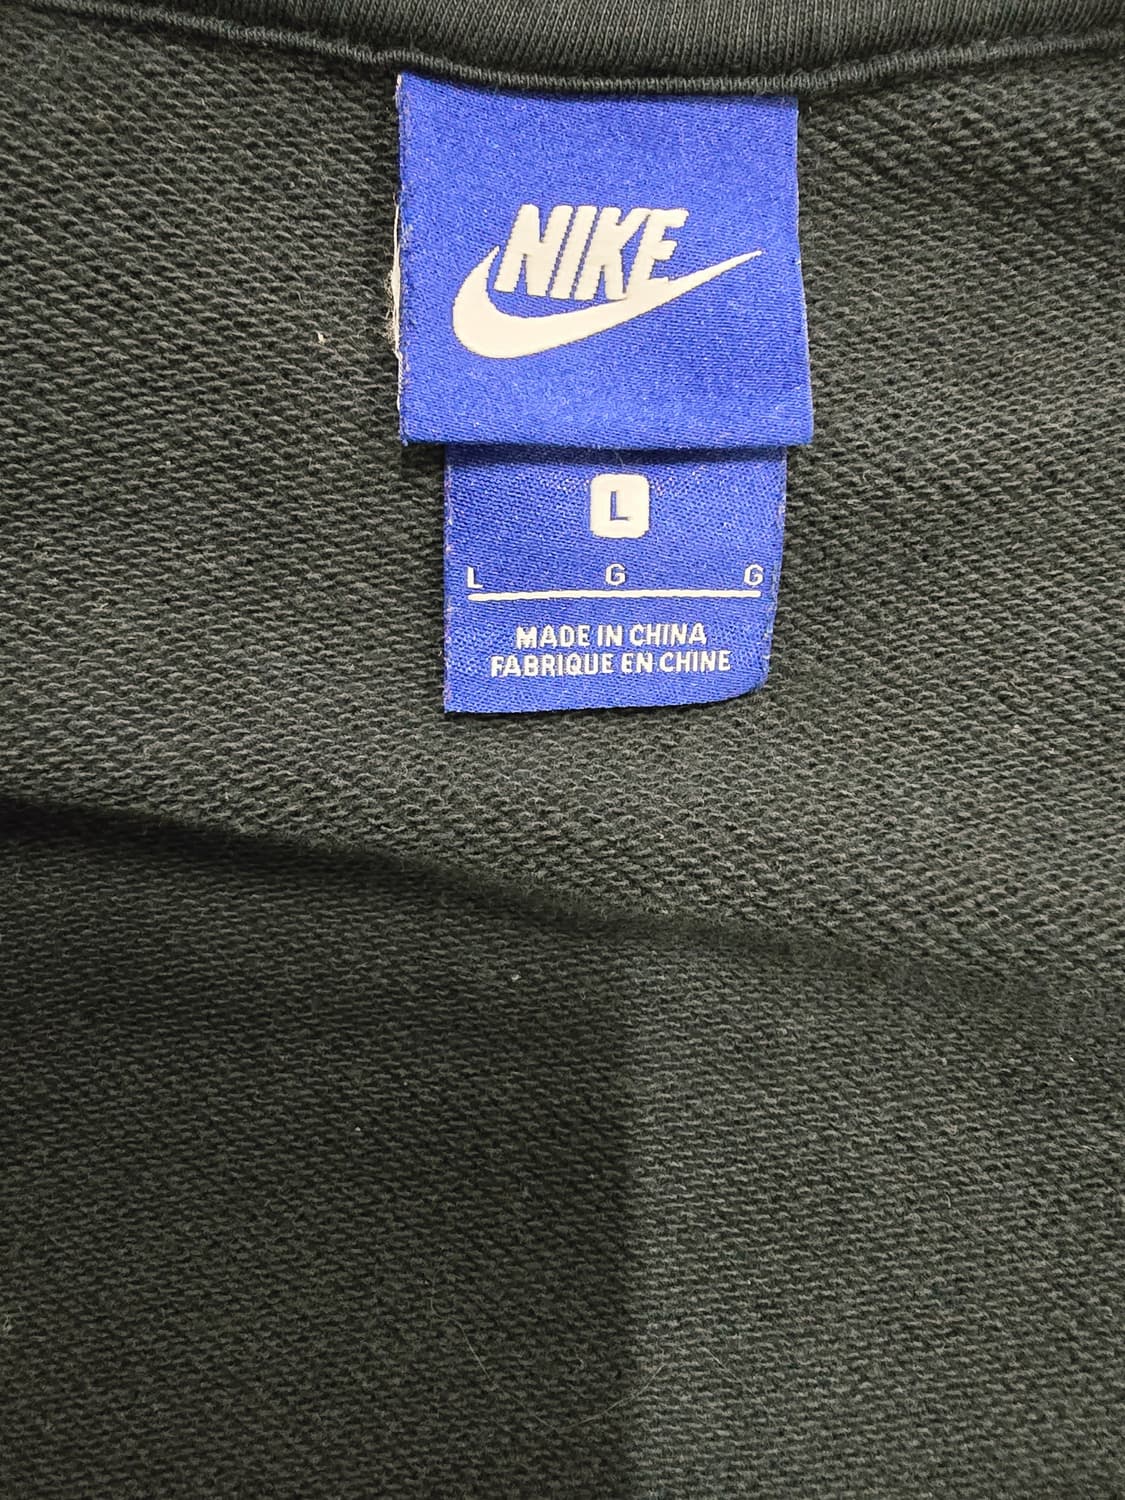 NIKE
L
L G G
MADE IN CHINA
FABRIQUE EN CHINE